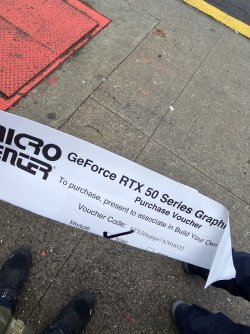 MICRO
CENTER
GeForce RTX 50 Series Graph
Purchase Voucher
To purchase, present to associate in Build Your Own
Voucher Code: